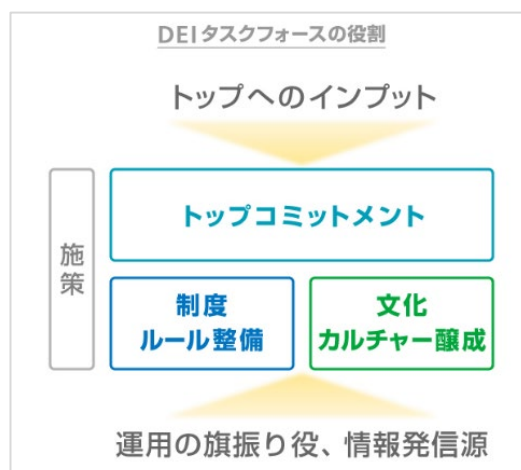 DEIタスクフォースの役割
トップへのインプット
施策
トップコミットメント
制度
ルール整備
文化
カルチャー醸成
運用の旗振り役、情報発信源